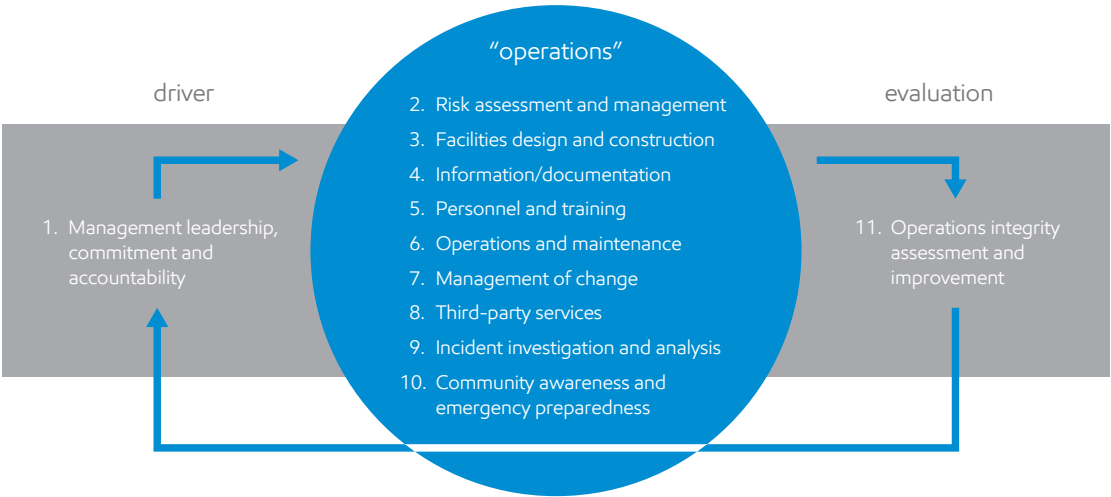 driver
1. Management leadership,
commitment and
accountability
“operations”
2. Risk assessment and management
3. Facilities design and construction
4. Information/documentation
5. Personnel and training
6. Operations and maintenance
7. Management of change
8. Third-party services
9. Incident investigation and analysis
10. Community awareness and
emergency preparedness
evaluation
11. Operations integrity
assessment and
improvement